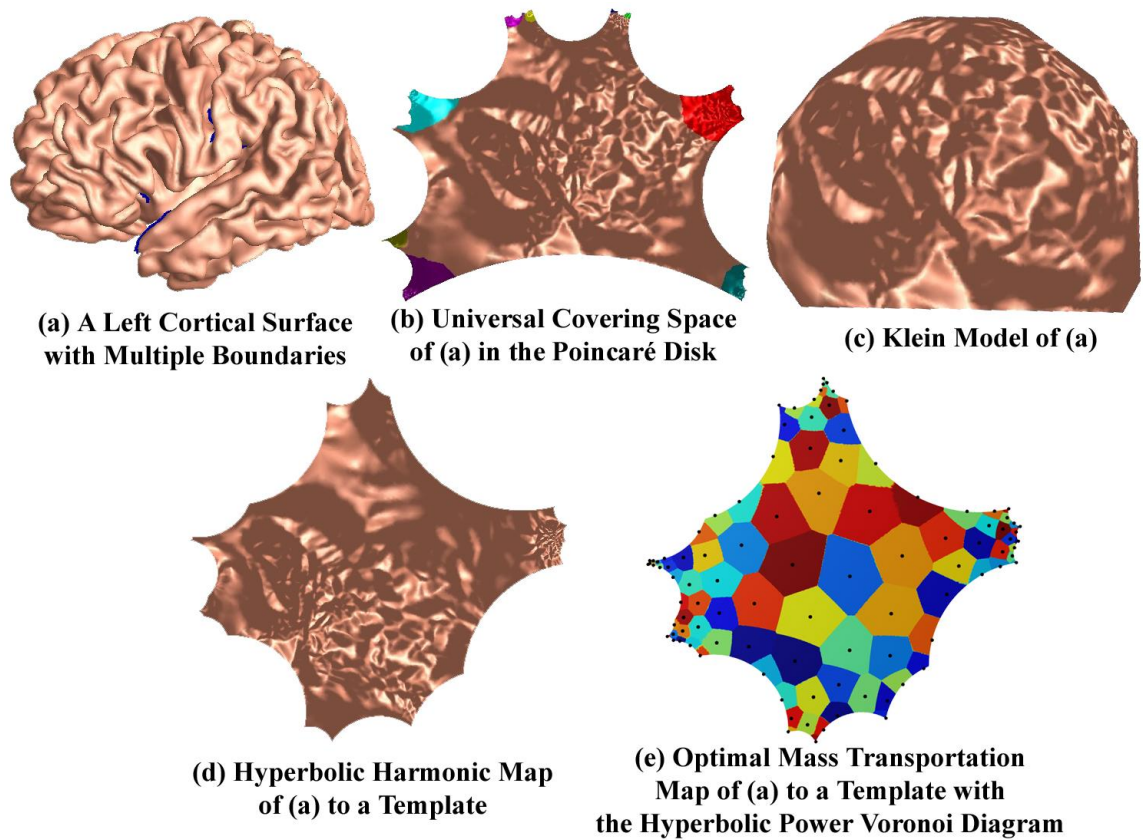 (a) A Left Cortical Surface
with Multiple Boundaries
(b) Universal Covering Space
of (a) in the Poincaré Disk
(c) Klein Model of (a)
(d) Hyperbolic Harmonic Map
of (a) to a Template
(e) Optimal Mass Transportation
Map of (a) to a Template with
the Hyperbolic Power Voronoi Diagram